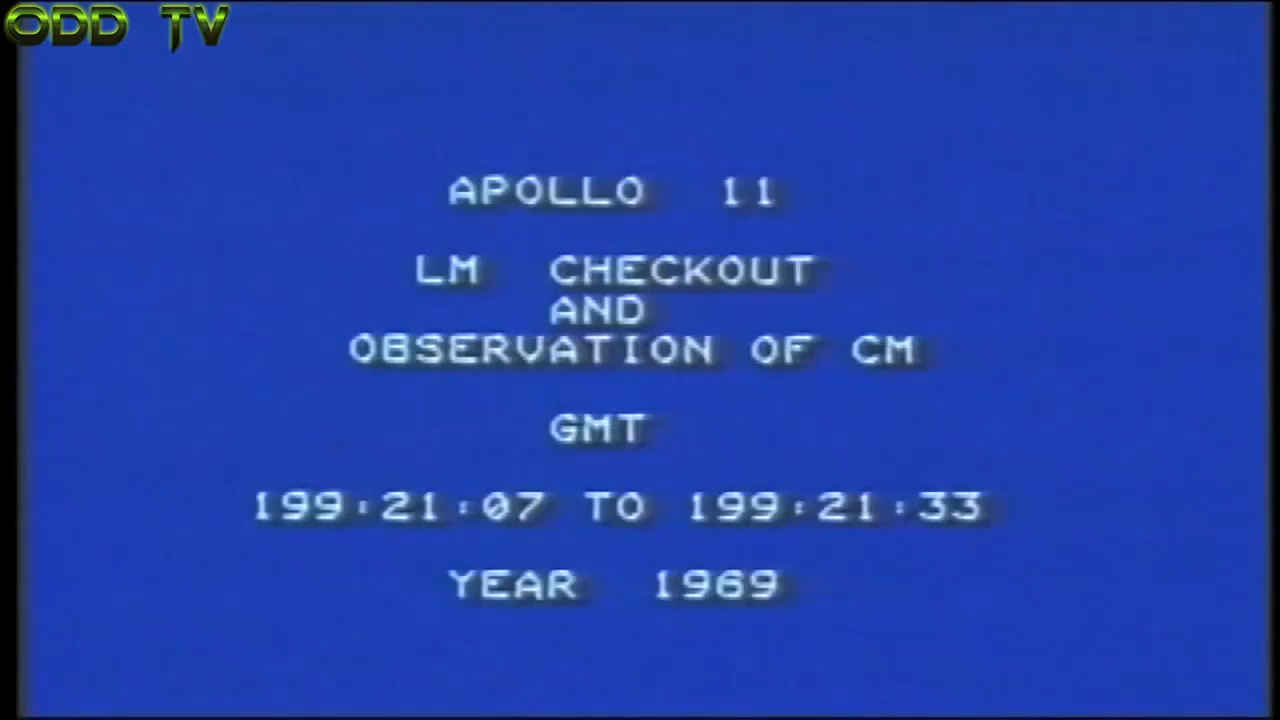 ODD TV
APOLLO 11
LM CHECKOUT
AND
OBSERVATION OF CM
GMT
199:21:07 TO 199:21:33
YEAR 1969